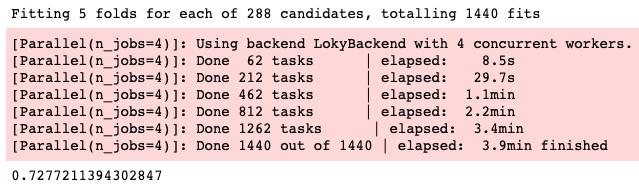 Fitting 5 folds for each of 288 candidates, totalling 1440 fits
[Parallel(n_jobs=4)]: Using backend LokyBackend with 4 concurrent workers.
[Parallel(n_jobs=4)]: Done  62 tasks      | elapsed:    8.5s
[Parallel(n_jobs=4)]: Done 212 tasks      | elapsed:   29.7s
[Parallel(n_jobs=4)]: Done 462 tasks      | elapsed:  1.1min
[Parallel(n_jobs=4)]: Done 812 tasks      | elapsed:  2.2min
[Parallel(n_jobs=4)]: Done 1262 tasks      | elapsed:  3.4min
[Parallel(n_jobs=4)]: Done 1440 out of 1440 | elapsed:  3.9min finished
0.7277211394302847